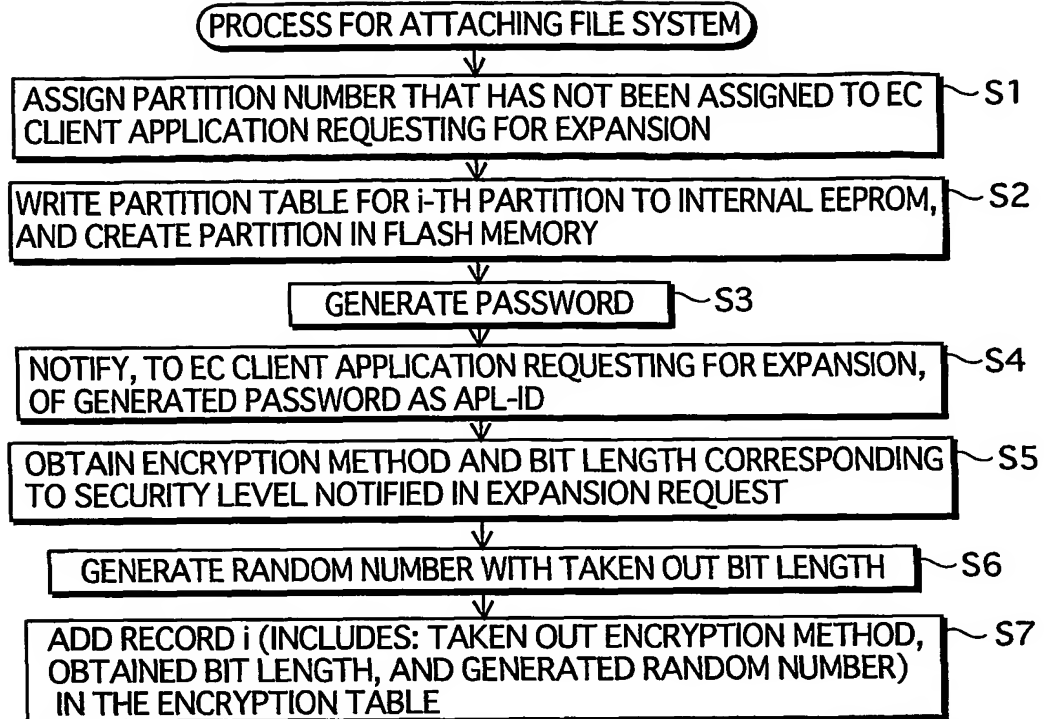 PROCESS FOR ATTACHING FILE SYSTEM
ASSIGN PARTITION NUMBER THAT HAS NOT BEEN ASSIGNED TO EC
CLIENT APPLICATION REQUESTING FOR EXPANSION
S1
WRITE PARTITION TABLE FOR i-TH PARTITION TO INTERNAL EEPROM,
AND CREATE PARTITION IN FLASH MEMORY
S2
GENERATE PASSWORD
S3
NOTIFY, TO EC CLIENT APPLICATION REQUESTING FOR EXPANSION,
OF GENERATED PASSWORD AS APL-ID
S4
OBTAIN ENCRYPTION METHOD AND BIT LENGTH CORRESPONDING
TO SECURITY LEVEL NOTIFIED IN EXPANSION REQUEST
S5
GENERATE RANDOM NUMBER WITH TAKEN OUT BIT LENGTH
S6
ADD RECORD i (INCLUDES: TAKEN OUT ENCRYPTION METHOD,
OBTAINED BIT LENGTH, AND GENERATED RANDOM NUMBER)
IN THE ENCRYPTION TABLE
S7